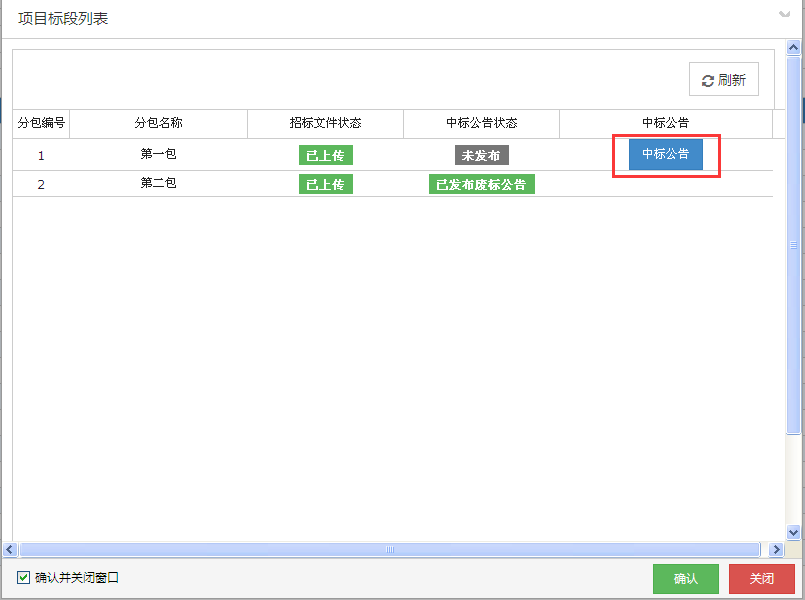 项目标段列表
刷新
分包编号 分包名称 招标文件状态 中标公告状态 中标公告
1 第一包 已上传 未发布 中标公告
2 第二包 已上传 已发布废标公告
确认并关闭窗口 确认 关闭